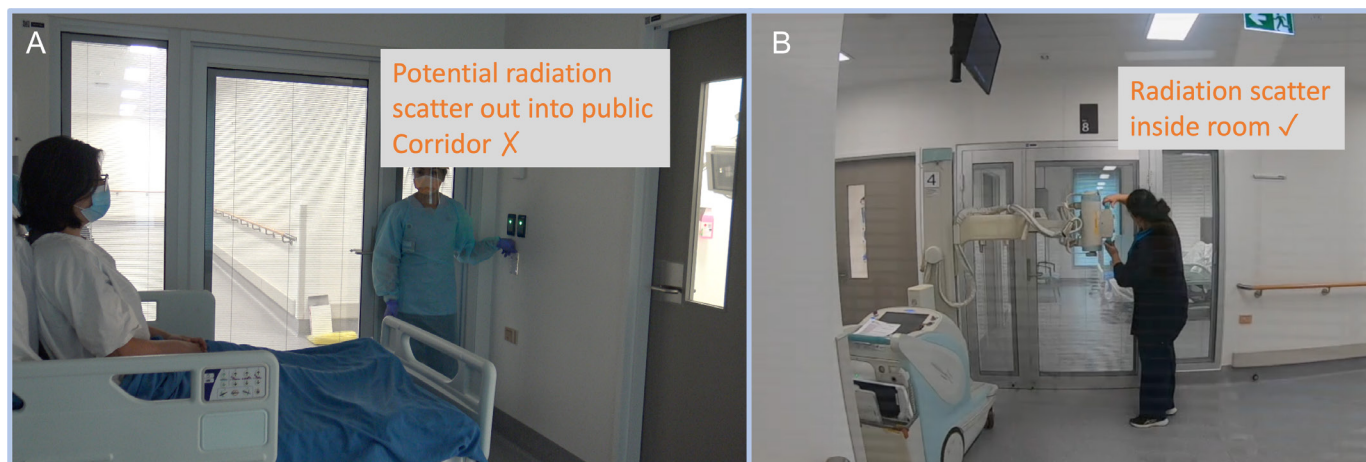 A
Potential radiation
scatter out into public
Corridor ✗
B
Radiation scatter
inside room ✓
8
4